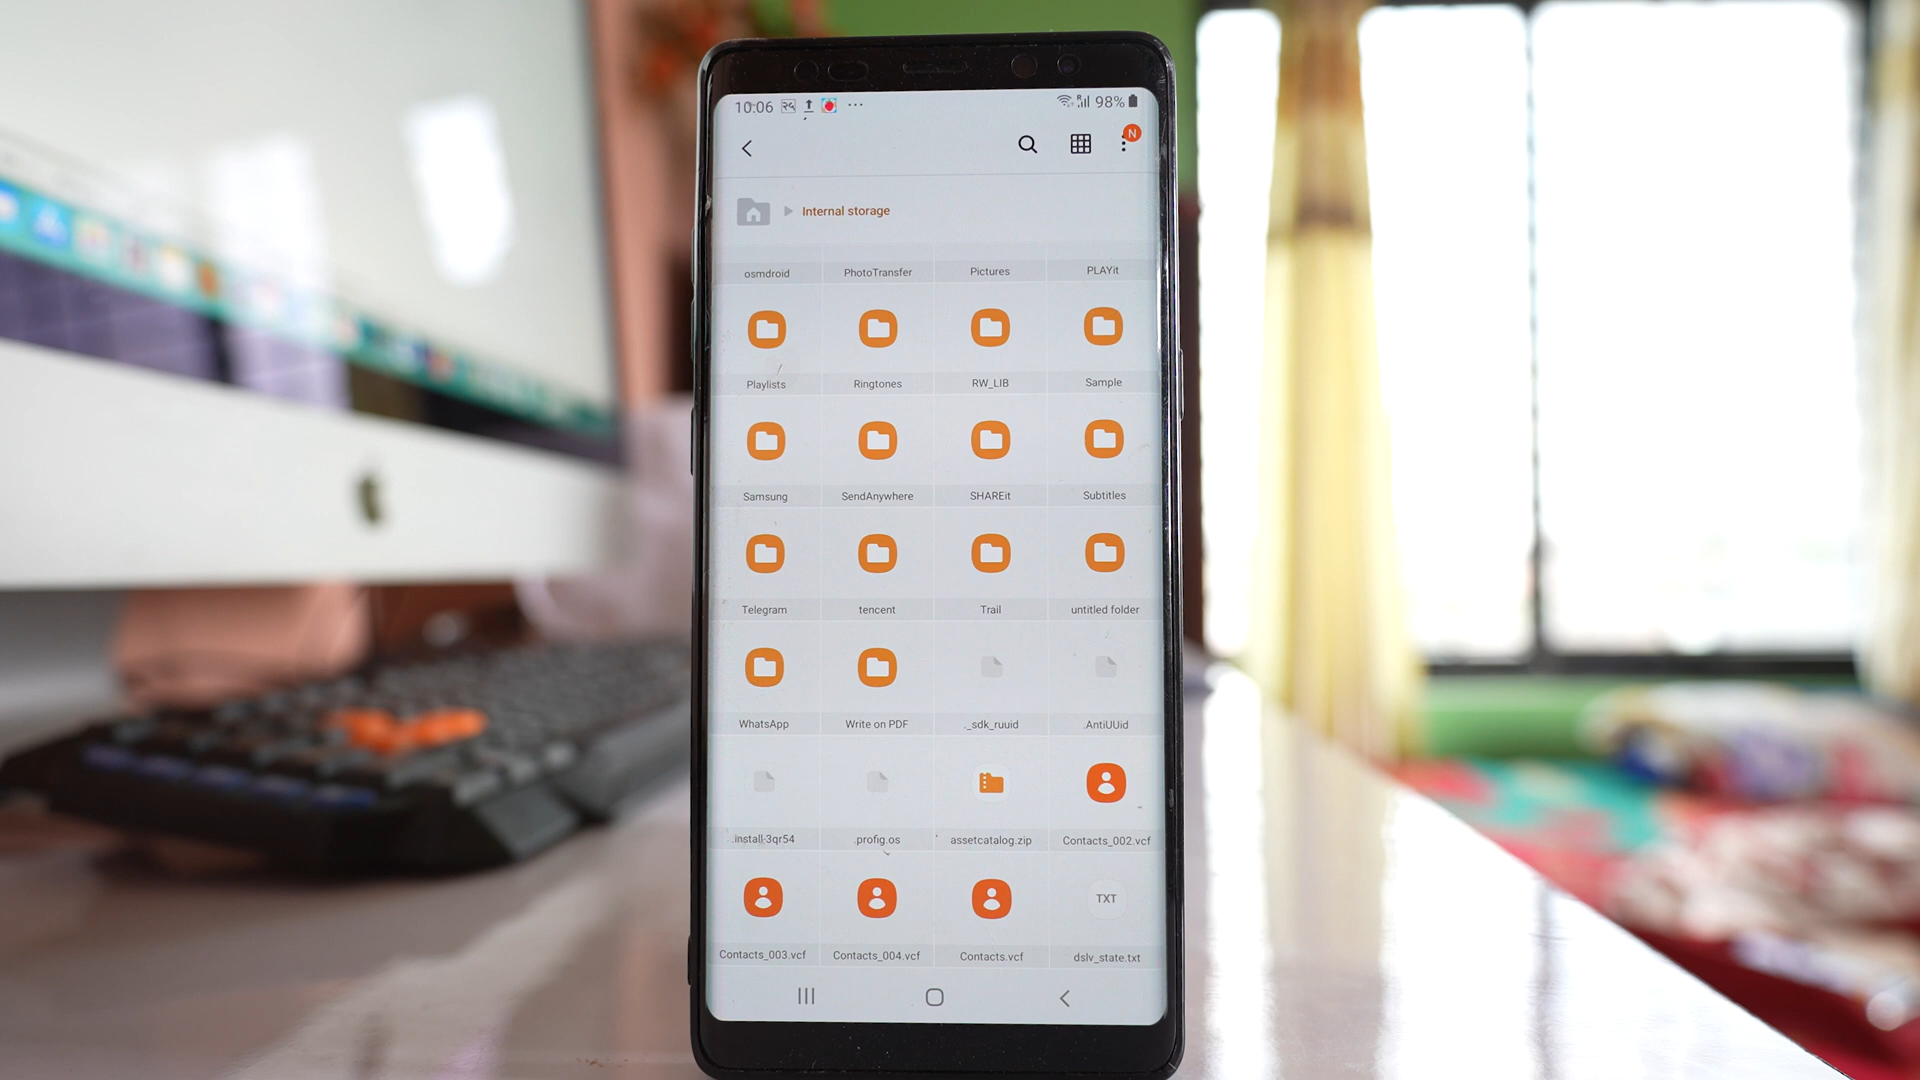 10:06 २५ 98%
N
Internal storage
osmdroid PhotoTransfer Pictures PLAYit
Playlists Ringtones RW_LIB Sample
Samsung SendAnywhere SHAREit Subtitles
Telegram tencent Trail untitled folder
WhatsApp Write on PDF ._sdk_ruuid .AntiUUid
.install-3qr54 .profig.os assetcatalog.zip Contacts_002.vcf
TXT
Contacts_003.vcf Contacts_004.vcf Contacts.vcf dslv_state.txt